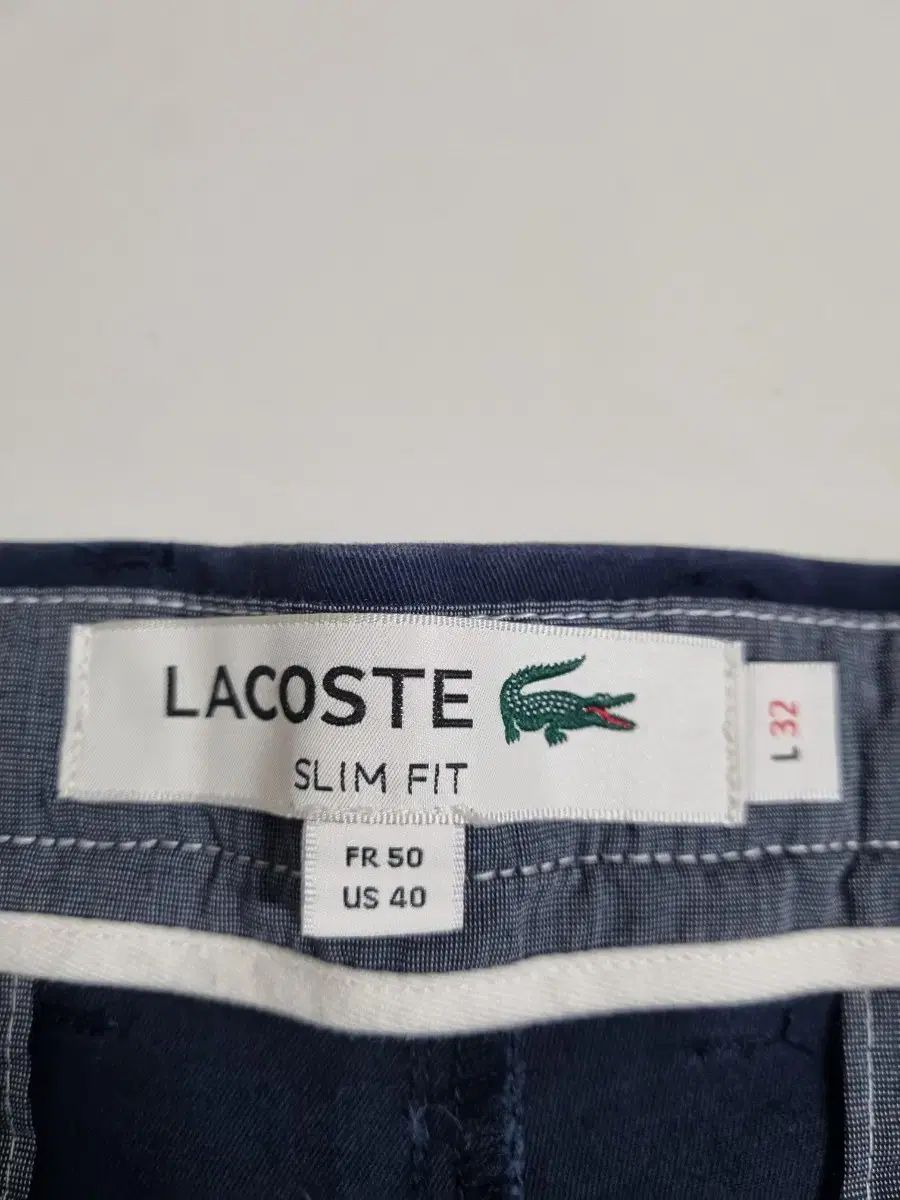 LACOSTE
SLIM FIT
L 32
FR 50
US 40